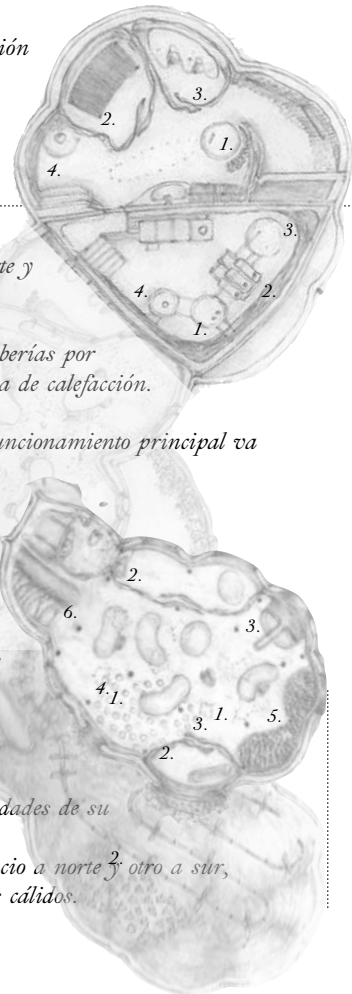 ión
3.
2.
1.
4.
3.
te y
4.
2.
1.
berías por
a de calefacción.
uncionamiento principal va
2.
6.
3.
4.
1.
1.
5.
3.
2.
dades de su
2.
cio a norte y otro a sur,
s cálidos.